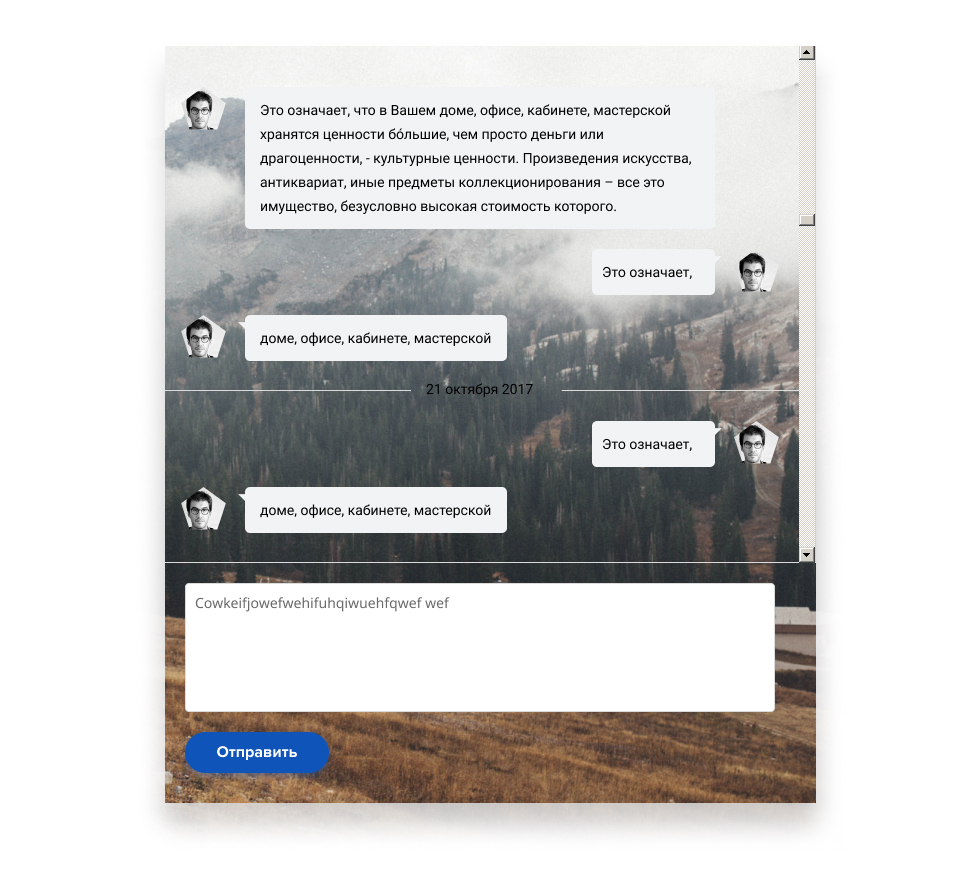 Это означает, что в Вашем доме, офисе, кабинете, мастерской
хранятся ценности бо́льшие, чем просто деньги или
драгоценности, - культурные ценности. Произведения искусства,
антиквариат, иные предметы коллекционирования – все это
имущество, безусловно высокая стоимость которого.
Это означает,
доме, офисе, кабинете, мастерской
21 октября 2017
Это означает,
доме, офисе, кабинете, мастерской
Cowkeifjowefwehifuhqiwuehfqwef wef
Отправить